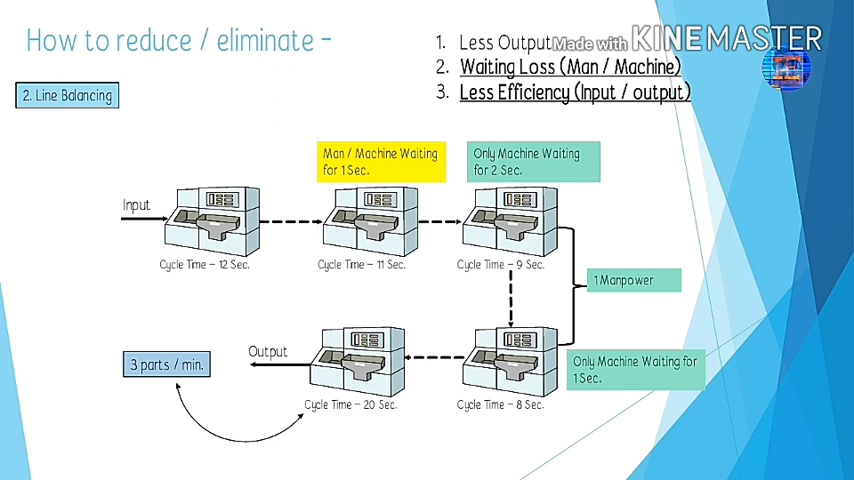 How to reduce / eliminate -
1. Less Output
Made with KINEMASTER
2. Waiting Loss (Man / Machine)
3. Less Efficiency (Input / output)
2. Line Balancing
Man / Machine Waiting
for 1 Sec.
Only Machine Waiting
for 2 Sec.
Input
Cycle Time - 12 Sec.
Cycle Time - 11 Sec.
Cycle Time - 9 Sec.
1 Manpower
Output
3 parts / min.
Only Machine Waiting for
1 Sec.
Cycle Time - 20 Sec.
Cycle Time - 8 Sec.